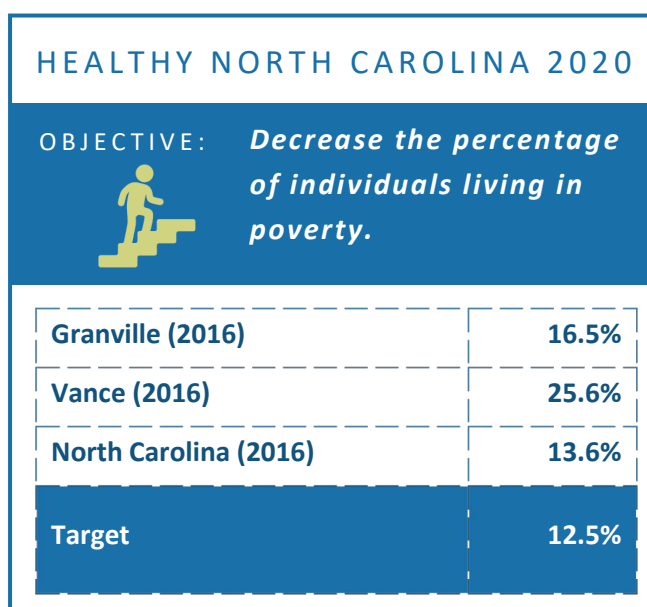 HEALTHY NORTH CAROLINA 2020
OBJECTIVE: Decrease the percentage
of individuals living in
poverty.
Granville (2016) 16.5%
Vance (2016) 25.6%
North Carolina (2016) 13.6%
Target 12.5%